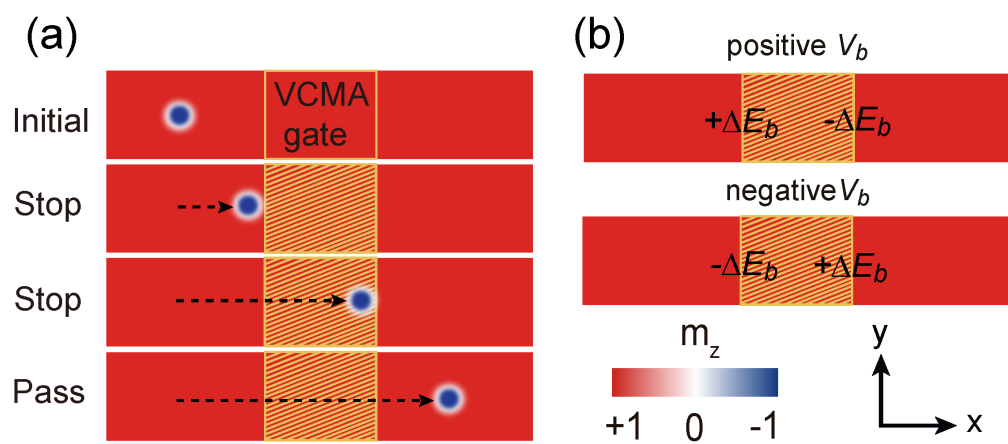 (a)
Initial
VCMA
gate
Stop
Stop
Pass
(b)
positive V_b
+ΔE_b -ΔE_b
negative V_b
-ΔE_b +ΔE_b
m_z
+1 0 -1
y
x